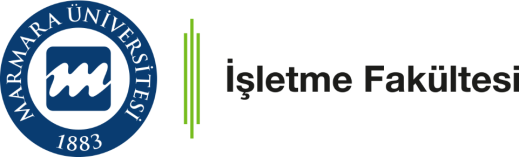 MARMARA ÜNİVERSİTESİ
m
1883
İşletme Fakültesi